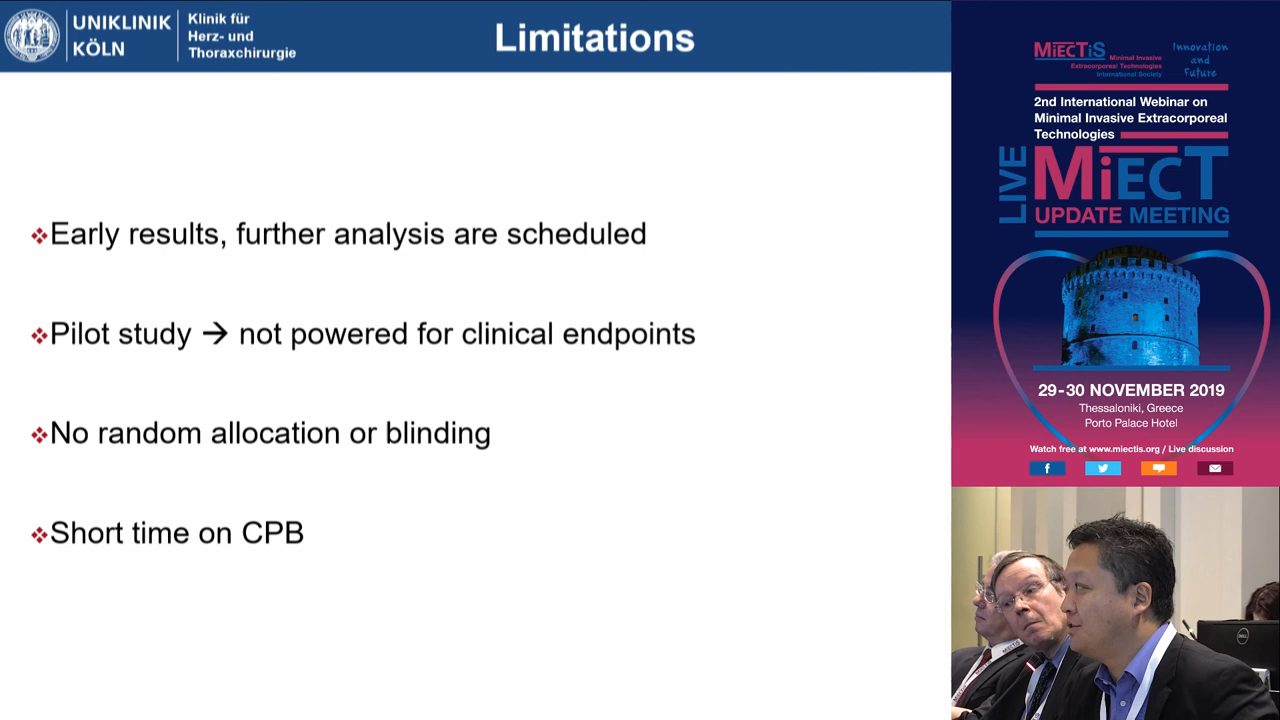 UNIKLINIK
KÖLN
Klinik für
Herz- und
Thoraxchirurgie
Limitations
Early results, further analysis are scheduled
Pilot study → not powered for clinical endpoints
No random allocation or blinding
Short time on CPB
MiECTiS
Minimal Invasive
Extracorporeal Technologies
International Society
Innovation
and
Future
2nd International Webinar on
Minimal Invasive Extracorporeal
Technologies
LIVE
MiECT
UPDATE MEETING
29-30 NOVEMBER 2019
Thessaloniki, Greece
Porto Palace Hotel
Watch free at www.miectis.org / Live discussion
MiECTiS
DELL